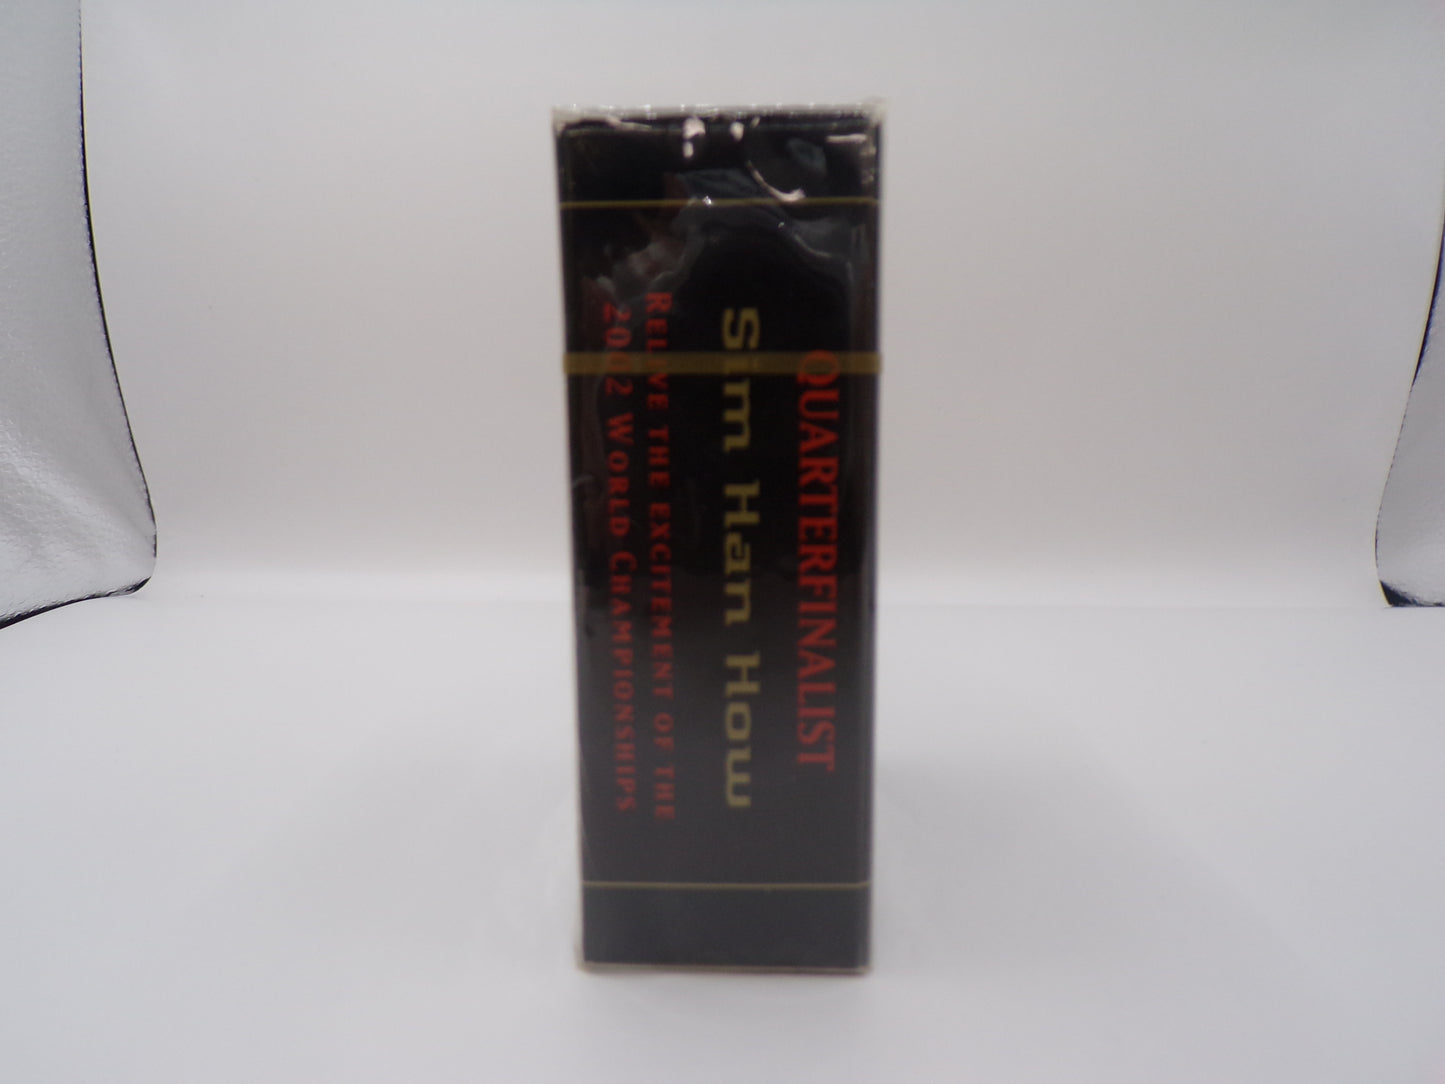 QUARTERFINALIST
Sim Han How
RELIVE THE EXCITEMENT OF THE
2002 WORLD CHAMPIONSHIPS